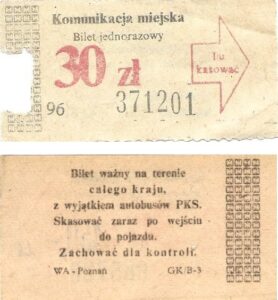 Komunikacja miejska
Bilet jednorazowy
30 zł
Tu
kasować
96 371201
Bilet ważny na terenie
całego kraju,
z wyjątkiem autobusów PKS.
Skasować zaraz po wejściu
do pojazdu.
Zachować dla kontroli.
WA - Poznań GK/B-3